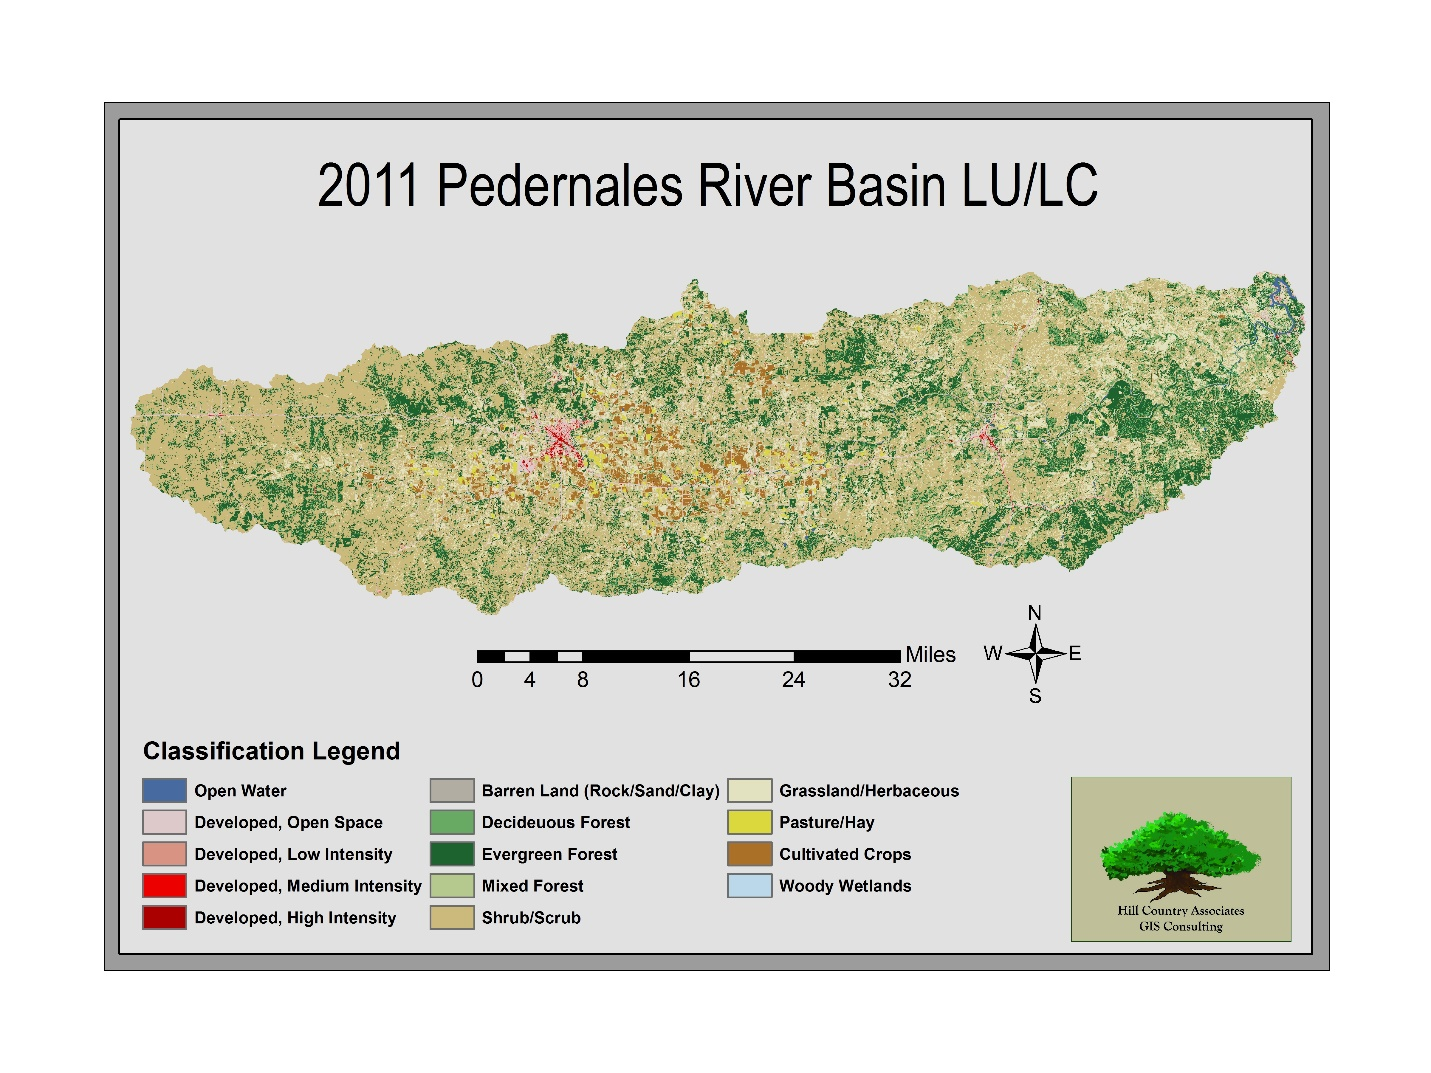 2011 Pedernales River Basin LU/LC
N
W E
S
Miles
0 4 8 16 24 32
Classification Legend
Open Water
Developed, Open Space
Developed, Low Intensity
Developed, Medium Intensity
Developed, High Intensity
Barren Land (Rock/Sand/Clay)
Decideuous Forest
Evergreen Forest
Mixed Forest
Shrub/Scrub
Grassland/Herbaceous
Pasture/Hay
Cultivated Crops
Woody Wetlands
Hill Country Associates
GIS Consulting